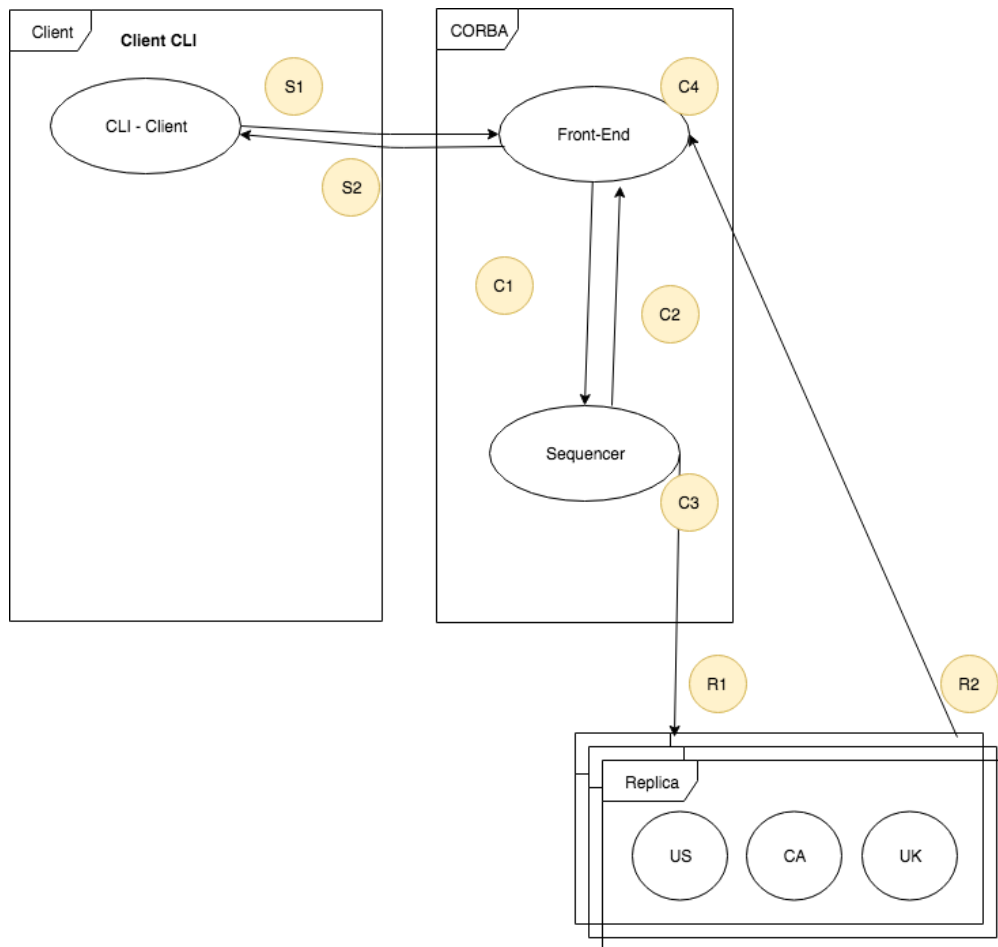 Client
Client CLI
S1
CLI - Client
S2
CORBA
C4
Front-End
C1
C2
Sequencer
C3
R1
R2
Replica
US
CA
UK